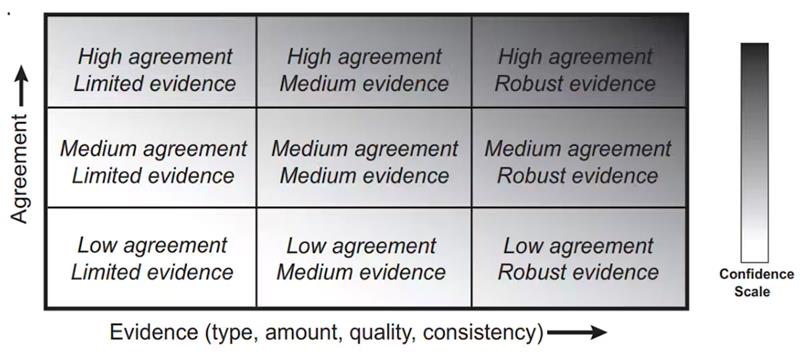 High agreement
Limited evidence
High agreement
Medium evidence
High agreement
Robust evidence
Medium agreement
Limited evidence
Medium agreement
Medium evidence
Medium agreement
Robust evidence
Low agreement
Limited evidence
Low agreement
Medium evidence
Low agreement
Robust evidence
Agreement
Evidence (type, amount, quality, consistency)
Confidence
Scale